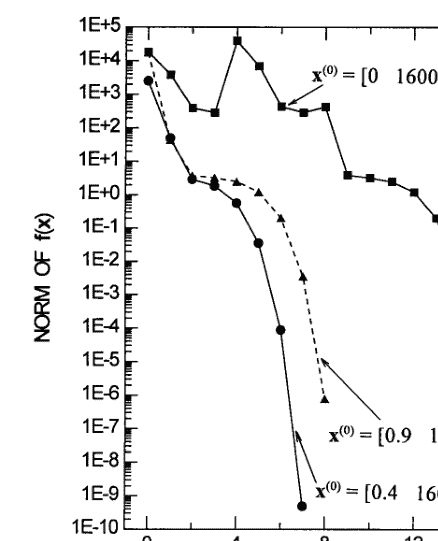 1E+5
1E+4
1E+3
1E+2
1E+1
1E+0
1E-1
1E-2
1E-3
1E-4
1E-5
1E-6
1E-7
1E-8
1E-9
1E-10
NORM OF f(x)
x(0) = [0 1600
x(0) = [0.9 1
x(0) = [0.4 16
0 4 8 12